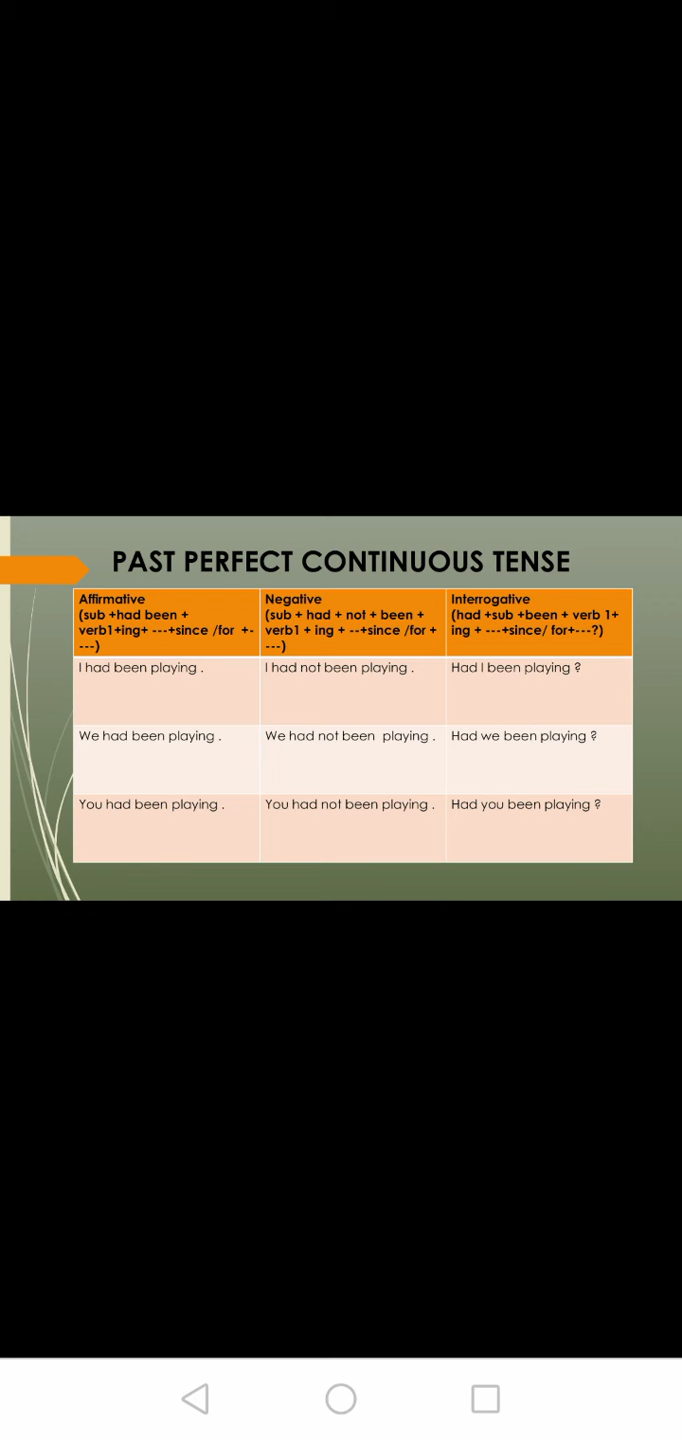 PAST PERFECT CONTINUOUS TENSE
Affirmative
(sub +had been +
verb1+ing+ ---+since /for +-
---)
Negative
(sub + had + not + been +
verb1 + ing + --+since /for +
---)
Interrogative
(had +sub +been + verb 1+
ing + ---+since/ for+---?)
I had been playing .
I had not been playing .
Had I been playing ?
We had been playing .
We had not been playing .
Had we been playing ?
You had been playing .
You had not been playing .
Had you been playing ?